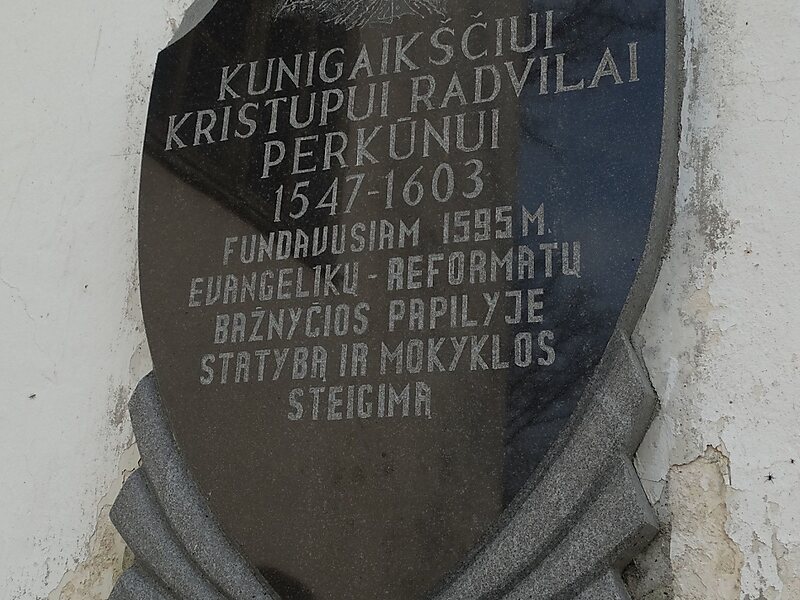 KUNIGAIKŠČIUI
KRISTUPUI RADVILAI
PERKŪNUI
1547-1603
FUNDAVUSIAM 1595 M.
EVANGELIKŲ - REFORMATŲ
BAŽNYČIOS PAPILYJE
STATYBĄ IR MOKYKLOS
STEIGIMĄ